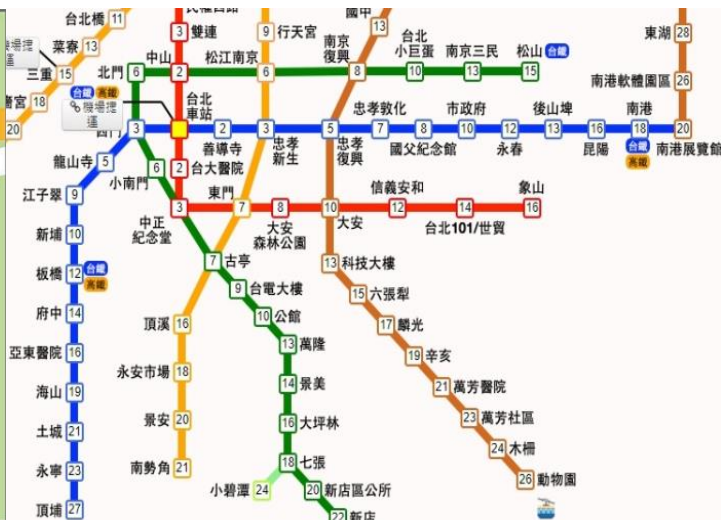 台北橋
11
3
雙連
9
行天宮
13
28
東湖
菜寮
13
三重
15
18
20
北門
6
中山
2
松江南京
6
南京
復興
8
台北
小巨蛋
10
南京三民
13
松山
15
台鐵
南港軟體園區
26
台鐵
高鐵
機場捷
運
台北
車站
3
2
善導寺
3
忠孝
新生
5
忠孝
復興
忠孝敦化
7
8
國父紀念館
市政府
10
12
永春
後山埤
13
16
昆陽
南港
18
台鐵
高鐵
20
南港展覽館
龍山寺
5
6
小南門
2
台大醫院
江子翠
9
3
中正
紀念堂
東門
7
8
大安
森林公園
10
大安
信義安和
12
14
台北101/世貿
象山
16
新埔
10
板橋
12
台鐵
高鐵
府中
14
亞東醫院
16
海山
19
土城
21
永寧
23
頂埔
27
7
古亭
9
台電大樓
10
公館
13
萬隆
14
景美
16
大坪林
18
七張
小碧潭
24
20
新店區公所
22
新店
頂溪
16
永安市場
18
景安
20
南勢角
21
13
科技大樓
15
六張犁
17
麟光
19
辛亥
21
萬芳醫院
23
萬芳社區
24
木柵
26
動物園